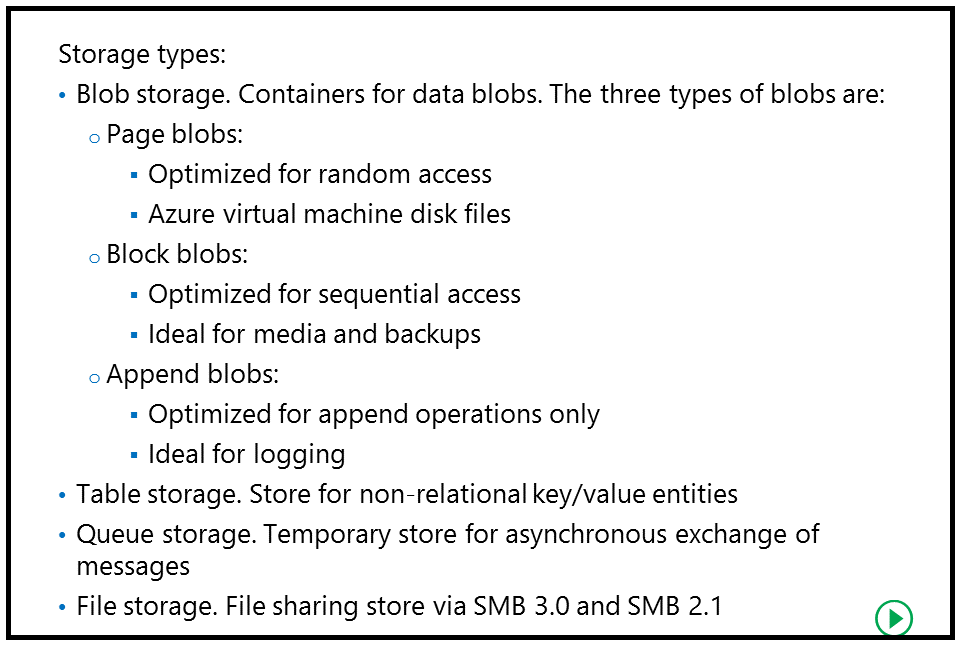 Storage types:
• Blob storage. Containers for data blobs. The three types of blobs are:
o Page blobs:
▪ Optimized for random access
▪ Azure virtual machine disk files
o Block blobs:
▪ Optimized for sequential access
▪ Ideal for media and backups
o Append blobs:
▪ Optimized for append operations only
▪ Ideal for logging
• Table storage. Store for non-relational key/value entities
• Queue storage. Temporary store for asynchronous exchange of
messages
• File storage. File sharing store via SMB 3.0 and SMB 2.1